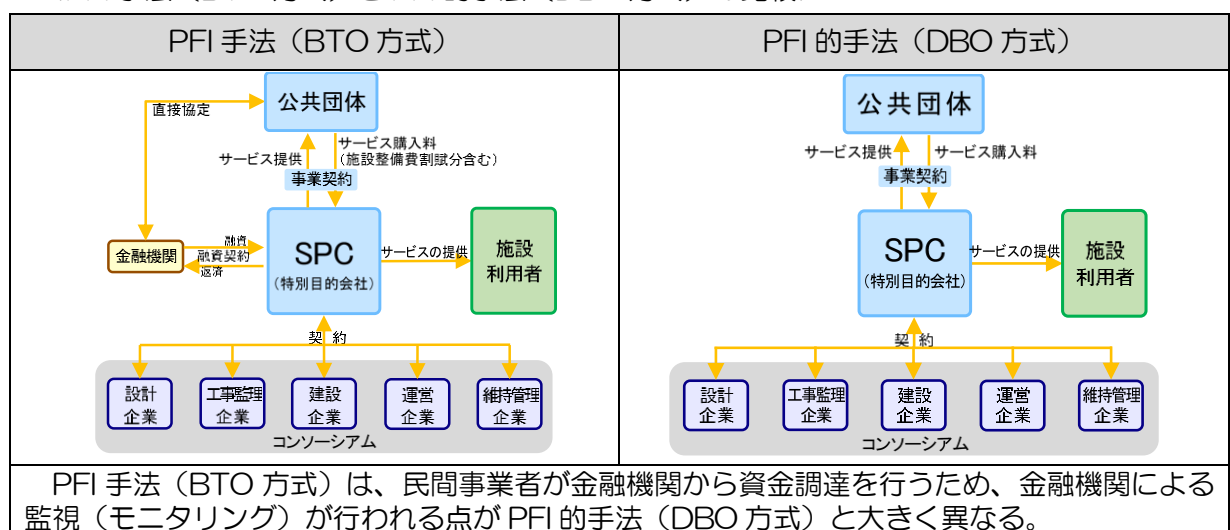 PFI 手法（BTO 方式）
公共団体
直接協定
サービス提供
サービス購入料
（施設整備費割賦分含む）
事業契約
金融機関
融資
融資契約
返済
SPC
（特別目的会社）
サービスの提供
施設
利用者
契 約
設計
企業
工事監理
企業
建設
企業
運営
企業
維持管理
企業
コンソーシアム
PFI 的手法（DBO 方式）
公共団体
サービス提供
サービス購入料
事業契約
SPC
（特別目的会社）
サービスの提供
施設
利用者
契 約
設計
企業
工事監理
企業
建設
企業
運営
企業
維持管理
企業
コンソーシアム
PFI 手法（BTO 方式）は、民間事業者が金融機関から資金調達を行うため、金融機関による
監視（モニタリング）が行われる点が PFI 的手法（DBO 方式）と大きく異なる。